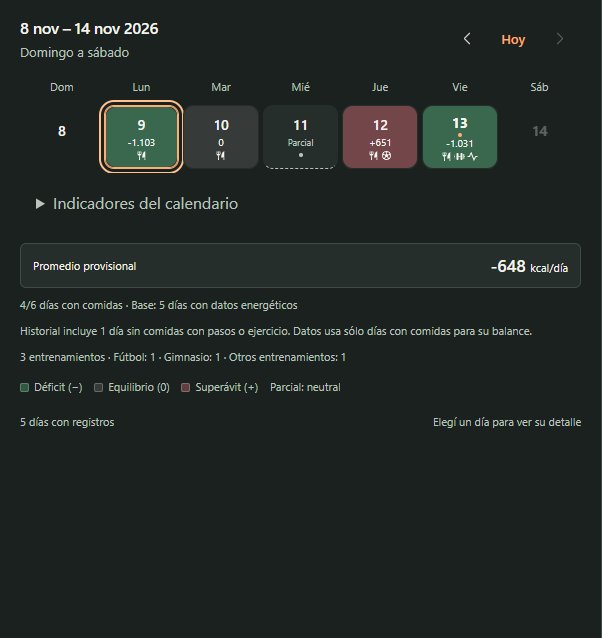 8 nov – 14 nov 2026
Domingo a sábado
Hoy
Dom Lun Mar Mié Jue Vie Sáb
8 9 10 11 12 13 14
-1.103 0 Parcial +651 -1.031
Indicadores del calendario
Promedio provisional -648 kcal/día
4/6 días con comidas · Base: 5 días con datos energéticos
Historial incluye 1 día sin comidas con pasos o ejercicio. Datos usa sólo días con comidas para su balance.
3 entrenamientos · Fútbol: 1 · Gimnasio: 1 · Otros entrenamientos: 1
Déficit (−) Equilibrio (0) Superávit (+) Parcial: neutral
5 días con registros Elegí un día para ver su detalle